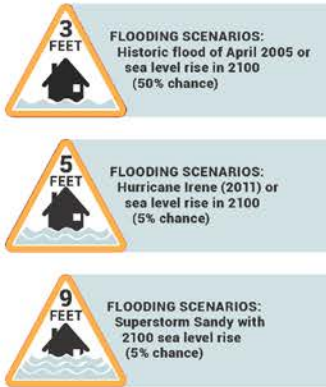 3
FEET
FLOODING SCENARIOS:
Historic flood of April 2005 or
sea level rise in 2100
(50% chance)
5
FEET
FLOODING SCENARIOS:
Hurricane Irene (2011) or
sea level rise in 2100
(5% chance)
9
FEET
FLOODING SCENARIOS:
Superstorm Sandy with
2100 sea level rise
(5% chance)